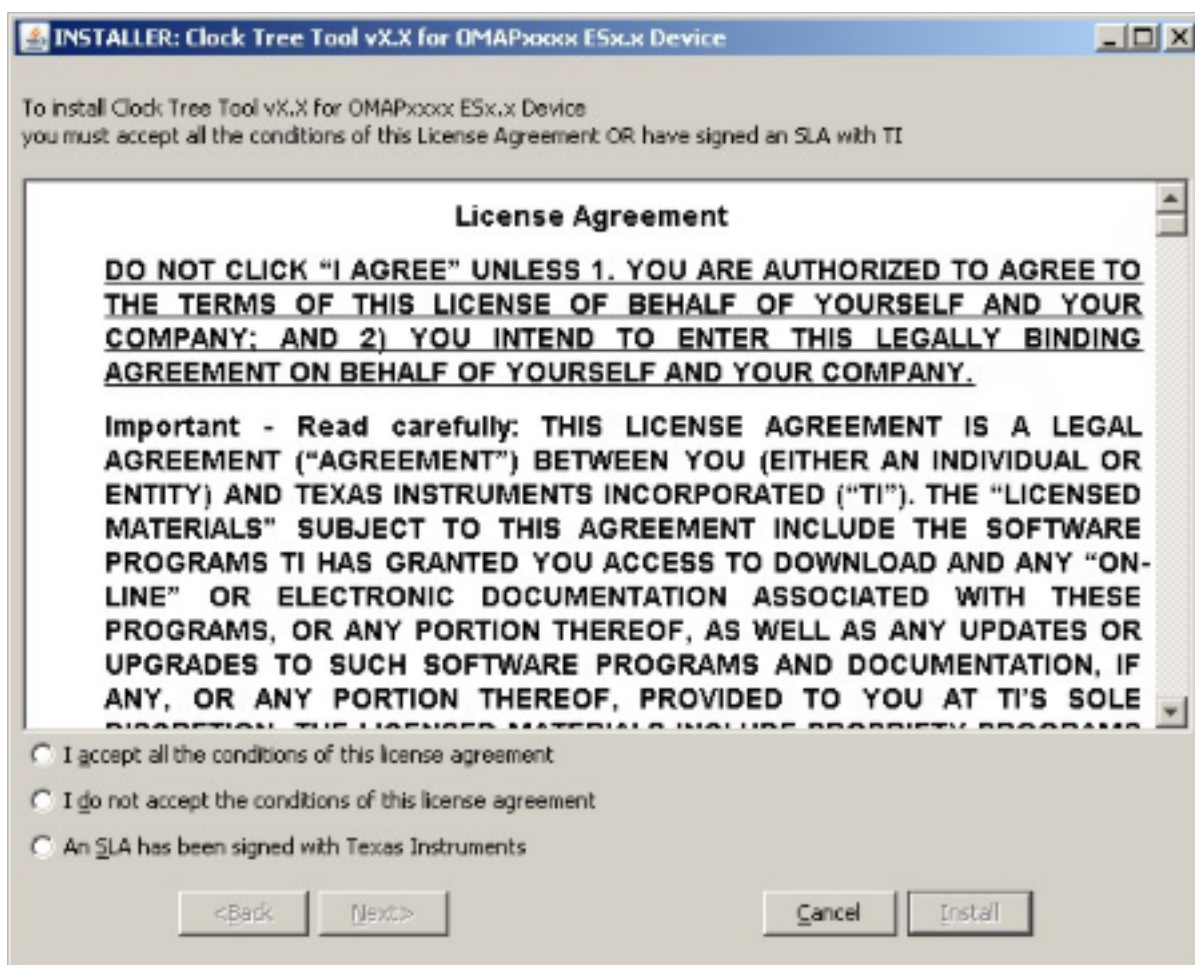 INSTALLER: Clock Tree Tool vX.X for OMAPxxxx ESx.x Device
To install Clock Tree Tool vX.X for OMAPxxxx ESx.x Device
you must accept all the conditions of this License Agreement OR have signed an SLA with TI
License Agreement
DO NOT CLICK “I AGREE” UNLESS 1. YOU ARE AUTHORIZED TO AGREE TO
THE TERMS OF THIS LICENSE OF BEHALF OF YOURSELF AND YOUR
COMPANY; AND 2) YOU INTEND TO ENTER THIS LEGALLY BINDING
AGREEMENT ON BEHALF OF YOURSELF AND YOUR COMPANY.
Important - Read carefully: THIS LICENSE AGREEMENT IS A LEGAL
AGREEMENT (“AGREEMENT”) BETWEEN YOU (EITHER AN INDIVIDUAL OR
ENTITY) AND TEXAS INSTRUMENTS INCORPORATED (“TI”). THE “LICENSED
MATERIALS” SUBJECT TO THIS AGREEMENT INCLUDE THE SOFTWARE
PROGRAMS TI HAS GRANTED YOU ACCESS TO DOWNLOAD AND ANY “ON-
LINE” OR ELECTRONIC DOCUMENTATION ASSOCIATED WITH THESE
PROGRAMS, OR ANY PORTION THEREOF, AS WELL AS ANY UPDATES OR
UPGRADES TO SUCH SOFTWARE PROGRAMS AND DOCUMENTATION, IF
ANY, OR ANY PORTION THEREOF, PROVIDED TO YOU AT TI'S SOLE
DISCRETION. THE LICENSED MATERIALS INCLUDE PROPRIETY PROGRAMS
I accept all the conditions of this license agreement
I do not accept the conditions of this license agreement
An SLA has been signed with Texas Instruments
<Back Next> Cancel Install